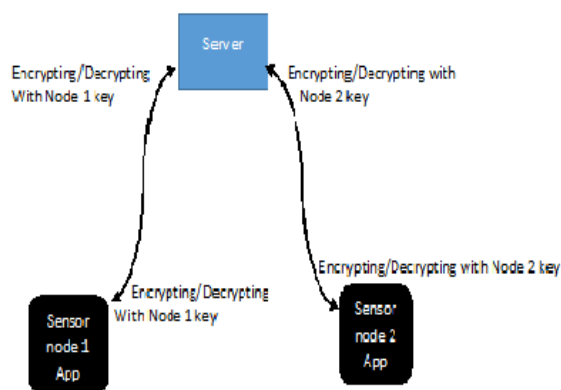 Server
Encrypting/Decrypting
With Node 1 key
Encrypting/Decrypting with
Node 2 key
Encrypting/Decrypting with Node 2 key
Encrypting/Decrypting
With Node 1 key
Sensor
node 1
App
Sensor
node 2
App